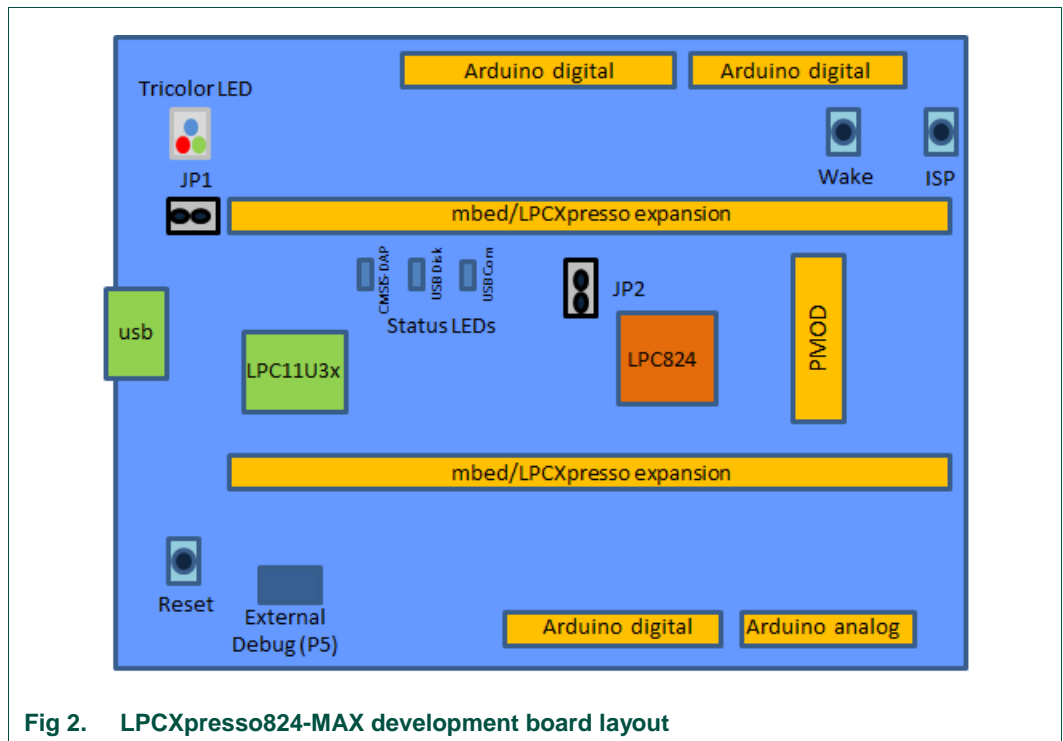 Arduino digital
Arduino digital
Tricolor LED
Wake
ISP
JP1
mbed/LPCXpresso expansion
CMSIS-DAP
USB Disk
USB Com
Status LEDs
JP2
usb
LPC11U3x
LPC824
PMOD
mbed/LPCXpresso expansion
Reset
External
Debug (P5)
Arduino digital
Arduino analog
Fig 2. LPCXpresso824-MAX development board layout